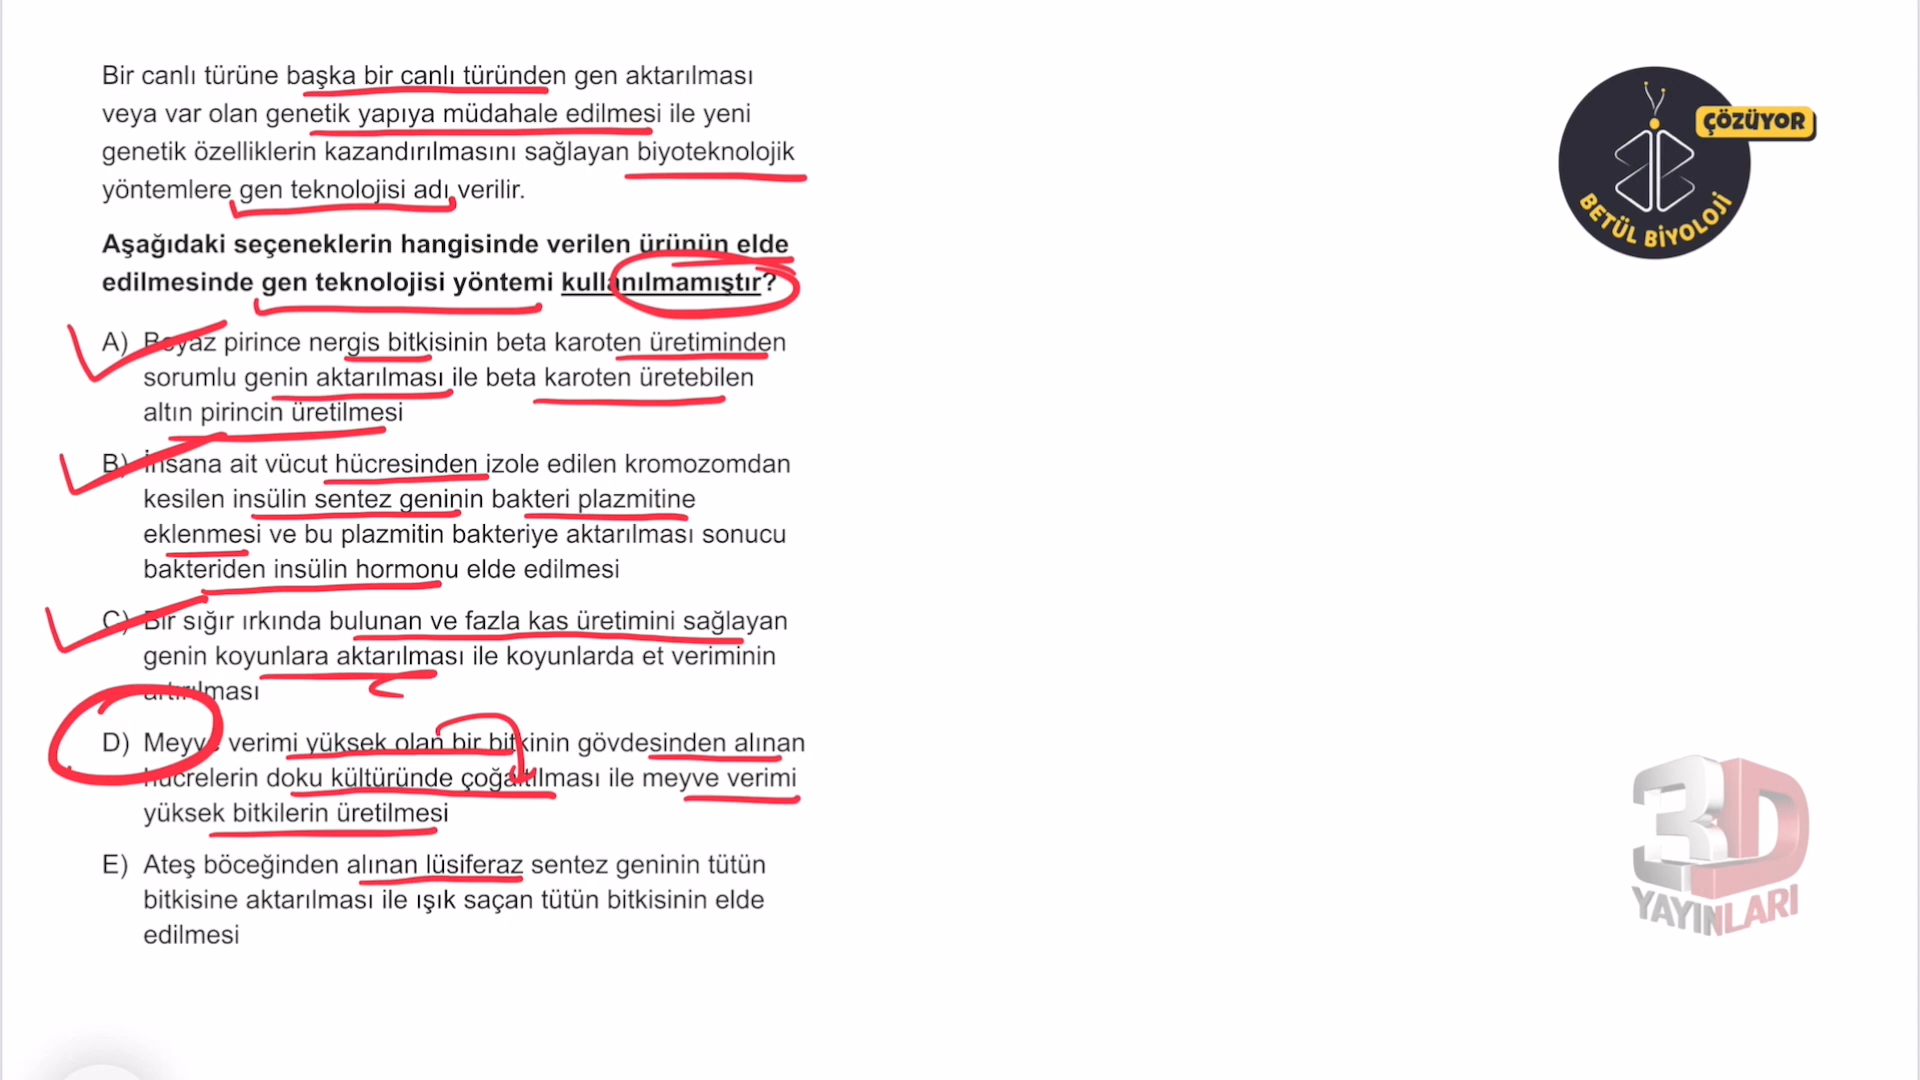 Bir canlı türüne başka bir canlı türünden gen aktarılması
veya var olan genetik yapıya müdahale edilmesi ile yeni
genetik özelliklerin kazandırılmasını sağlayan biyoteknolojik
yöntemlere gen teknolojisi adı verilir.
Aşağıdaki seçeneklerin hangisinde verilen ürünün elde
edilmesinde gen teknolojisi yöntemi kullanılmamıştır?
A) Beyaz pirince nergis bitkisinin beta karoten üretiminden
sorumlu genin aktarılması ile beta karoten üretebilen
altın pirincin üretilmesi
B) İnsana ait vücut hücresinden izole edilen kromozomdan
kesilen insülin sentez geninin bakteri plazmitine
eklenmesi ve bu plazmitin bakteriye aktarılması sonucu
bakteriden insülin hormonu elde edilmesi
C) Bir sığır ırkında bulunan ve fazla kas üretimini sağlayan
genin koyunlara aktarılması ile koyunlarda et veriminin
artırılması
D) Meyve verimi yüksek olan bir bitkinin gövdesinden alınan
hücrelerin doku kültüründe çoğaltılması ile meyve verimi
yüksek bitkilerin üretilmesi
E) Ateş böceğinden alınan lüsiferaz sentez geninin tütün
bitkisine aktarılması ile ışık saçan tütün bitkisinin elde
edilmesi
ÇÖZÜYOR
BETÜL BİYOLOJİ
3D
YAYINLARI